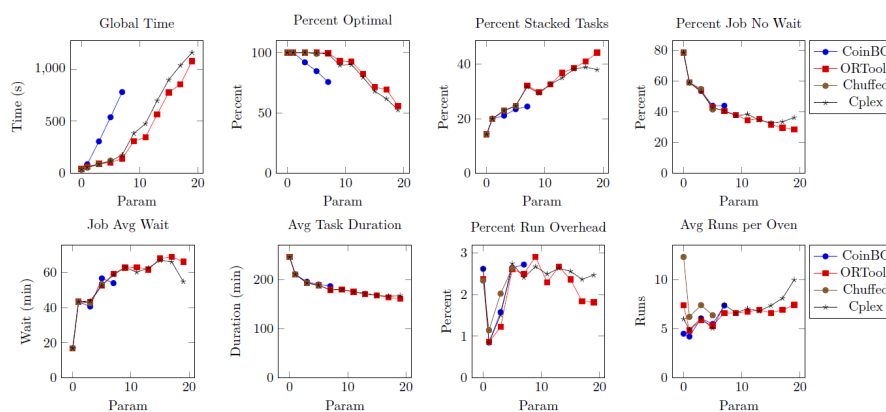 Global Time
Time (s)
1,000
500
0
0 10 20
Param
Percent Optimal
Percent
100
50
0
0 10 20
Param
Percent Stacked Tasks
Percent
40
20
0
0 10 20
Param
Percent Job No Wait
Percent
80
60
40
20
0
0 10 20
Param
CoinBC
ORTool
Chuffed
Cplex
Job Avg Wait
Wait (min)
60
40
20
0
0 10 20
Param
Avg Task Duration
Duration (min)
200
100
0
0 10 20
Param
Percent Run Overhead
Percent
3
2
1
0
0 10 20
Param
Avg Runs per Oven
Runs
10
5
0
0 10 20
Param
CoinBC
ORTool
Chuffed
Cplex